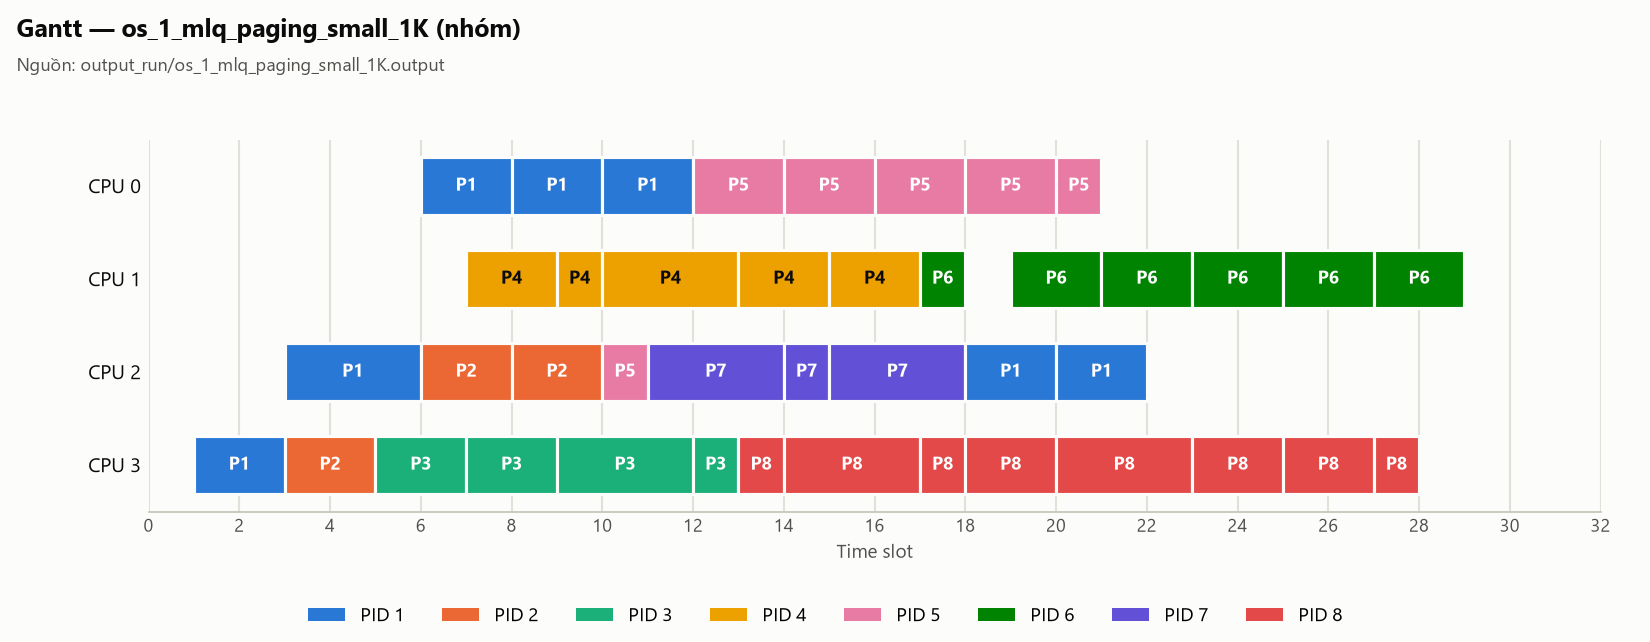 Gantt — os_1_mlq_paging_small_1K (nhóm)
Nguồn: output_run/os_1_mlq_paging_small_1K.output
CPU 0 P1 P1 P1 P5 P5 P5 P5 P5
CPU 1 P4 P4 P4 P4 P4 P6 P6 P6 P6 P6 P6
CPU 2 P1 P2 P2 P5 P7 P7 P7 P1 P1
CPU 3 P1 P2 P3 P3 P3 P3 P8 P8 P8 P8 P8 P8 P8 P8
0 2 4 6 8 10 12 14 16 18 20 22 24 26 28 30 32
Time slot
PID 1 PID 2 PID 3 PID 4 PID 5 PID 6 PID 7 PID 8